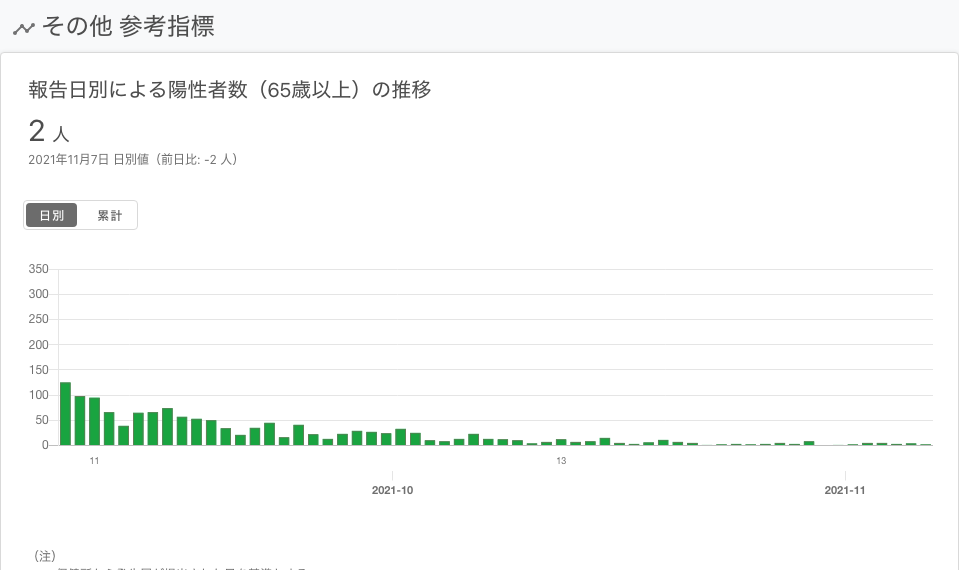 その他 参考指標
報告日別による陽性者数（65歳以上）の推移
2 人
2021年11月7日 日別値（前日比: -2 人）
日別 累計
350
300
250
200
150
100
50
0
11 13
2021-10 2021-11
（注）